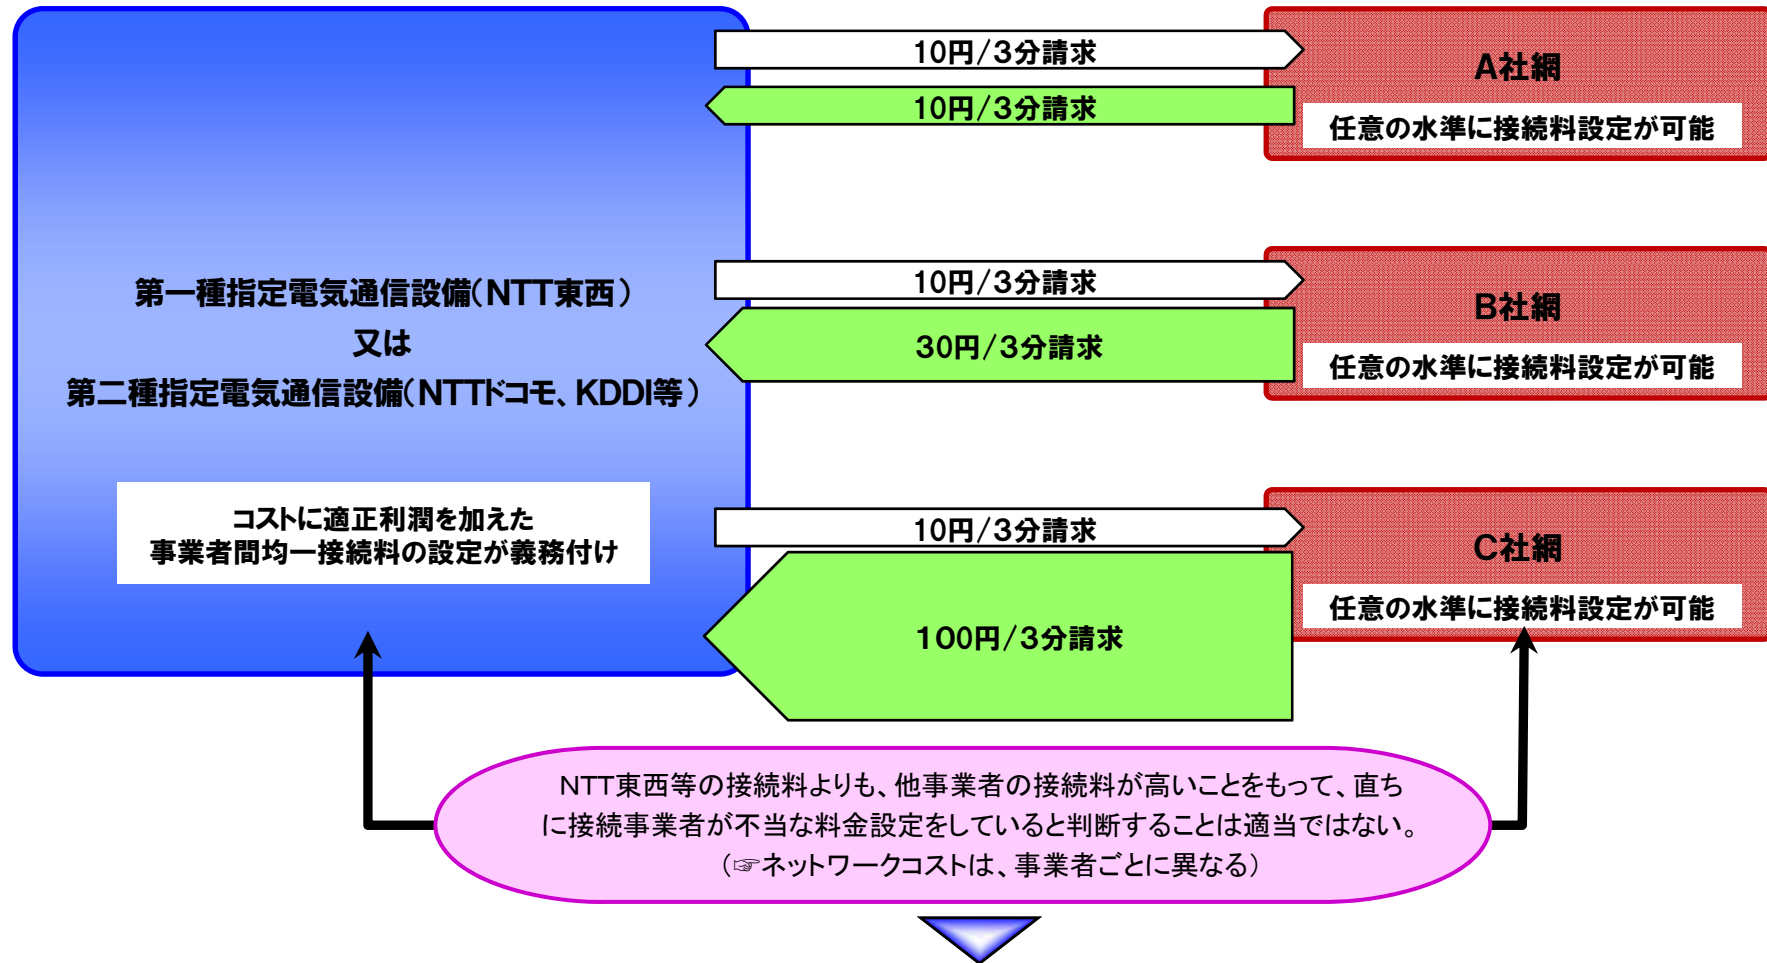 第一種指定電気通信設備(NTT東西)
又は
第二種指定電気通信設備(NTTドコモ、KDDI等)
コストに適正利潤を加えた
事業者間均一接続料の設定が義務付け
10円/3分請求
10円/3分請求
A社網
任意の水準に接続料設定が可能
10円/3分請求
30円/3分請求
B社網
任意の水準に接続料設定が可能
10円/3分請求
100円/3分請求
C社網
任意の水準に接続料設定が可能
NTT東西等の接続料よりも、他事業者の接続料が高いことをもって、直ち
に接続事業者が不当な料金設定をしていると判断することは適当ではない。
(☞ネットワークコストは、事業者ごとに異なる)